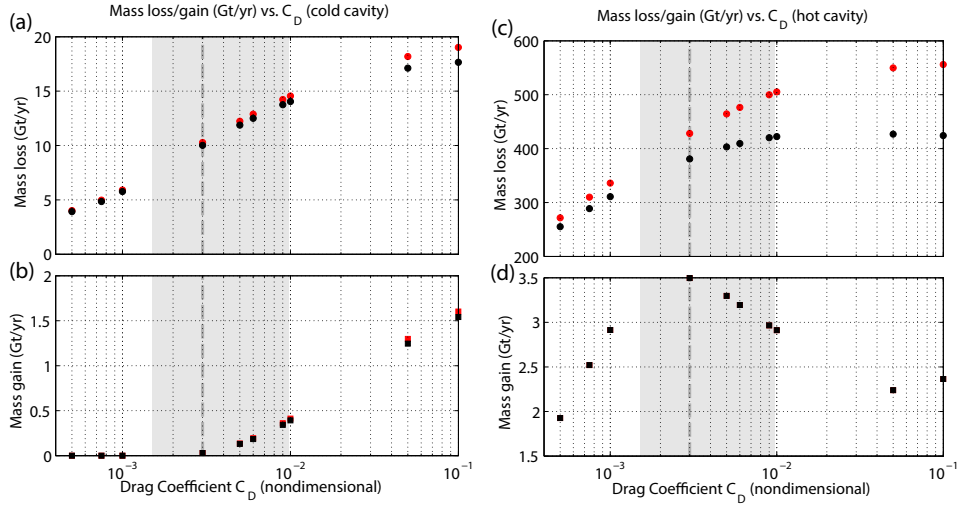 Mass loss/gain (Gt/yr) vs. C_D (cold cavity)
(a)
Mass loss (Gt/yr)
20
15
10
5
0
(b)
Mass gain (Gt/yr)
2
1.5
1
0.5
0
10^−3
10^−2
10^−1
Drag Coefficient C_D (nondimensional)
Mass loss/gain (Gt/yr) vs. C_D (hot cavity)
(c)
Mass loss (Gt/yr)
600
500
400
300
200
(d)
Mass gain (Gt/yr)
3.5
3
2.5
2
1.5
10^−3
10^−2
10^−1
Drag Coefficient C_D (nondimensional)